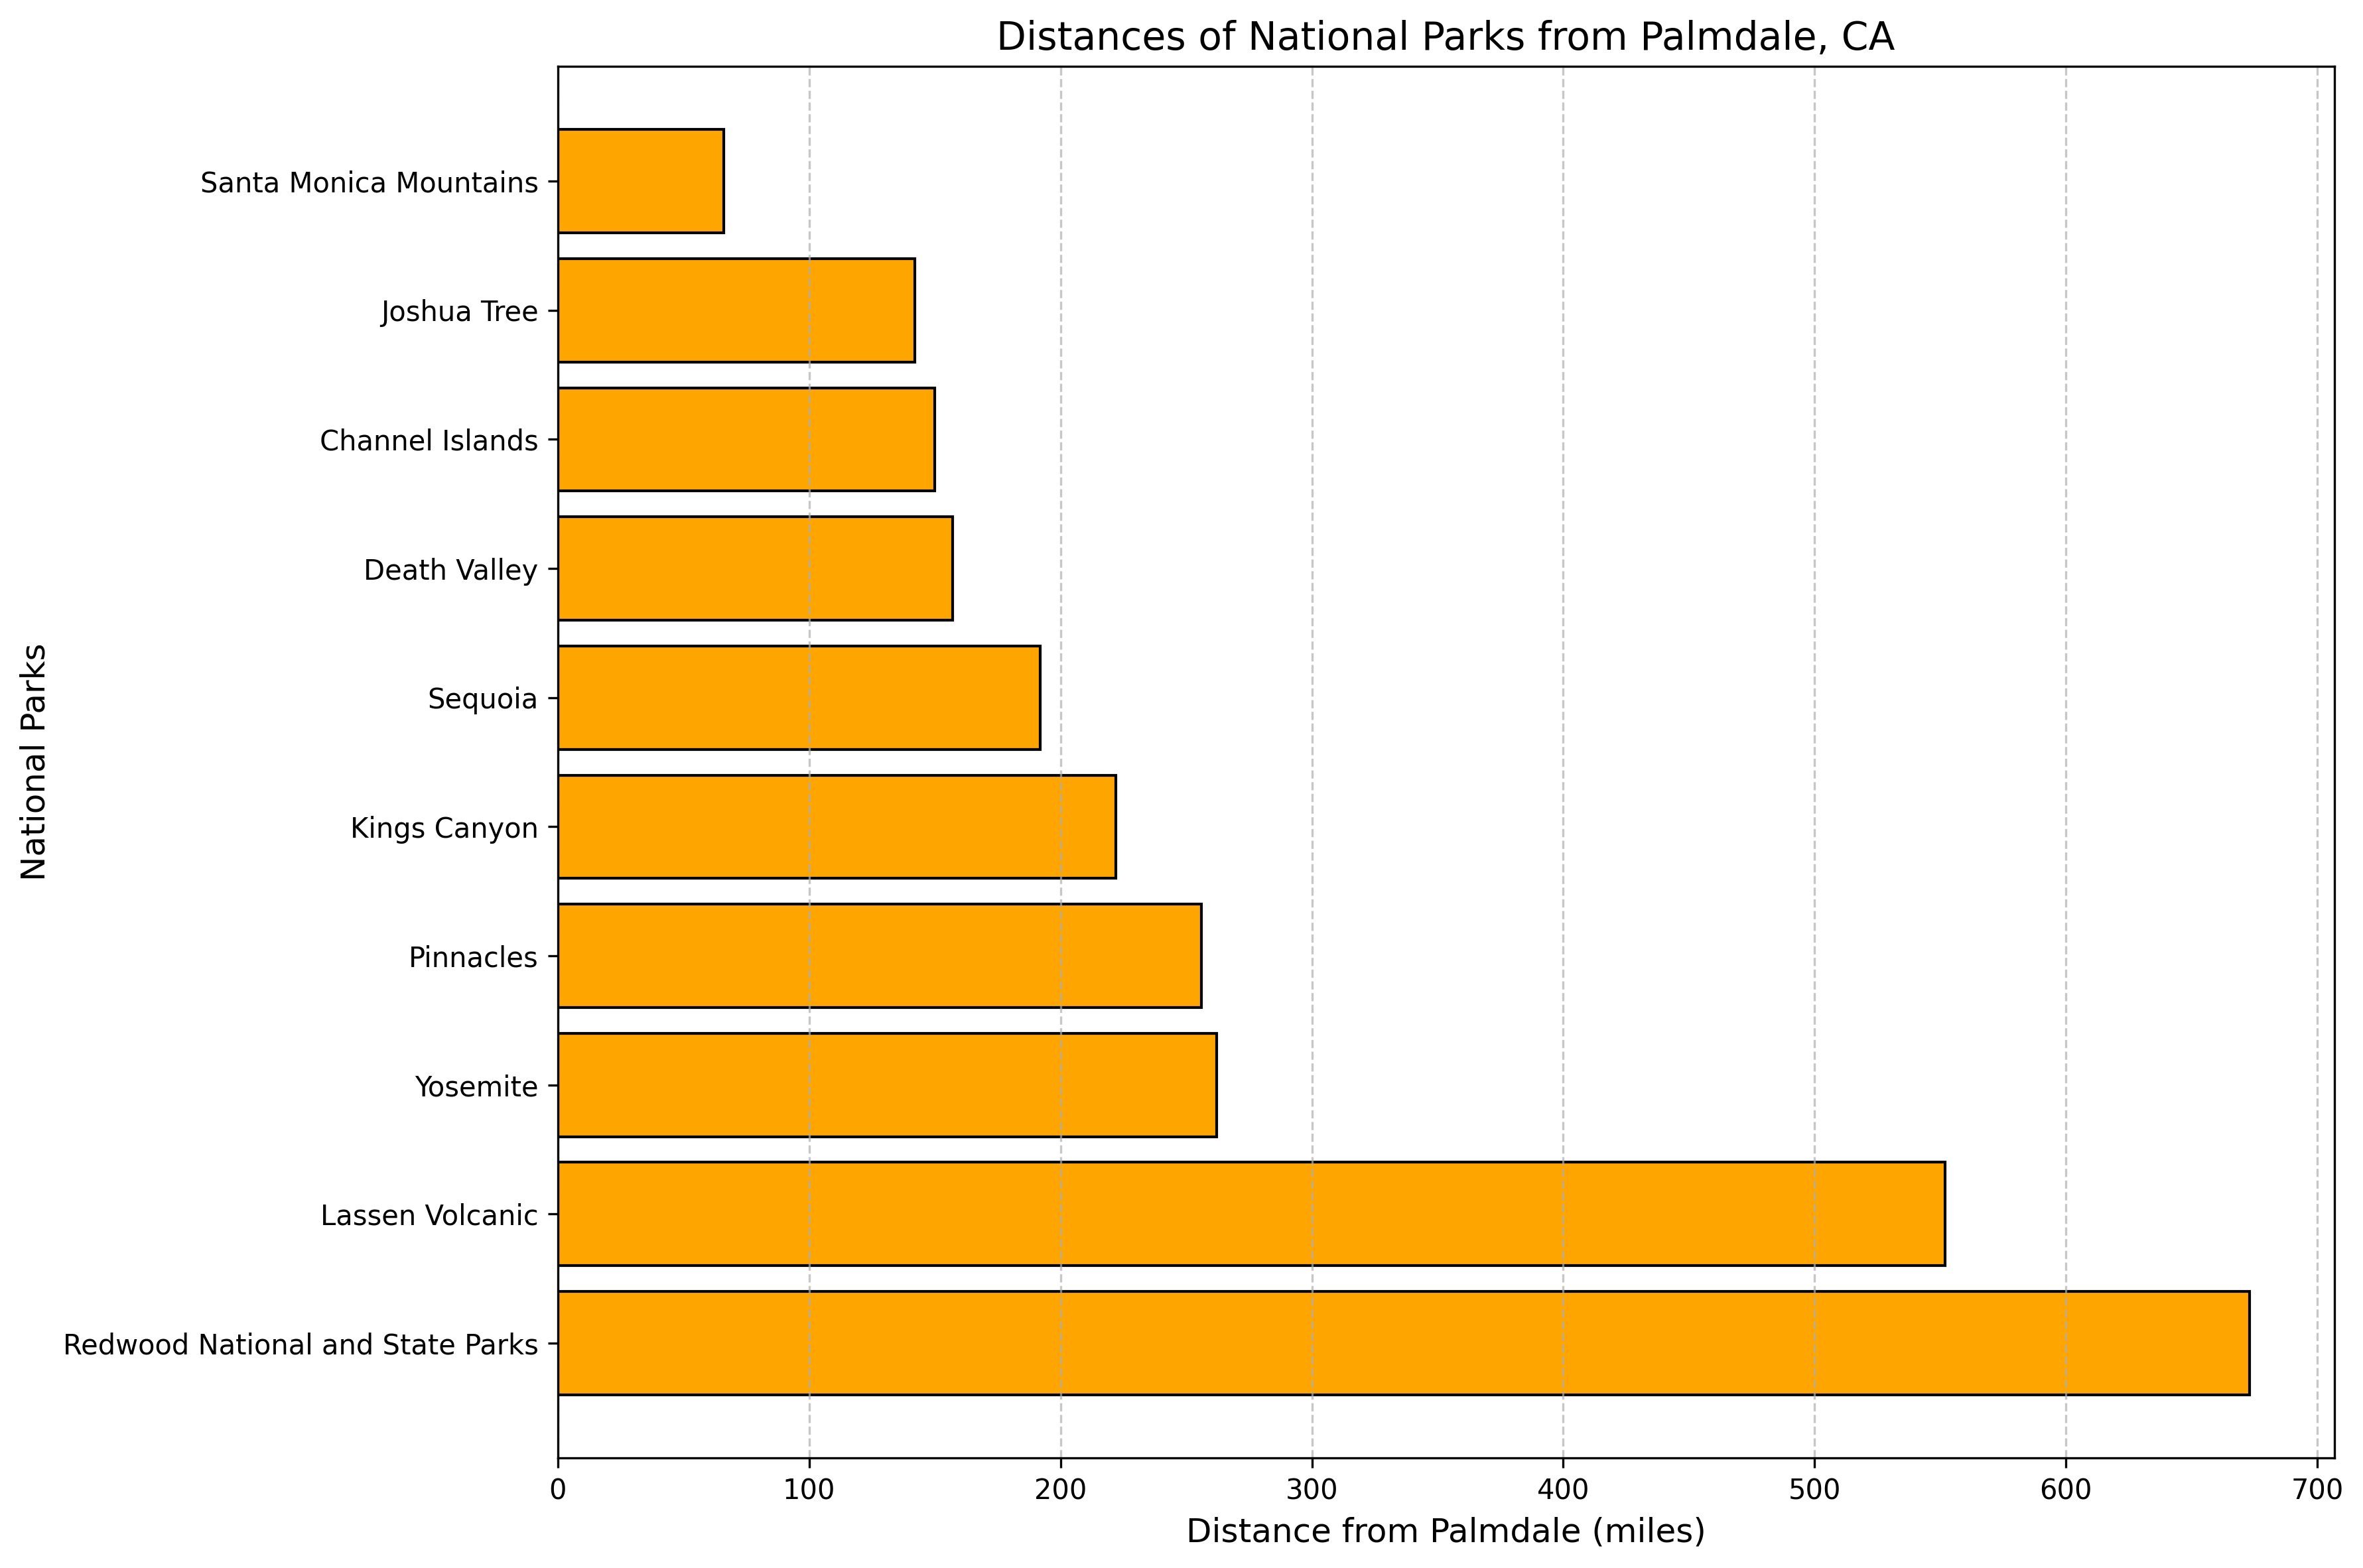 Distances of National Parks from Palmdale, CA
National Parks
Santa Monica Mountains
Joshua Tree
Channel Islands
Death Valley
Sequoia
Kings Canyon
Pinnacles
Yosemite
Lassen Volcanic
Redwood National and State Parks
0 100 200 300 400 500 600 700
Distance from Palmdale (miles)